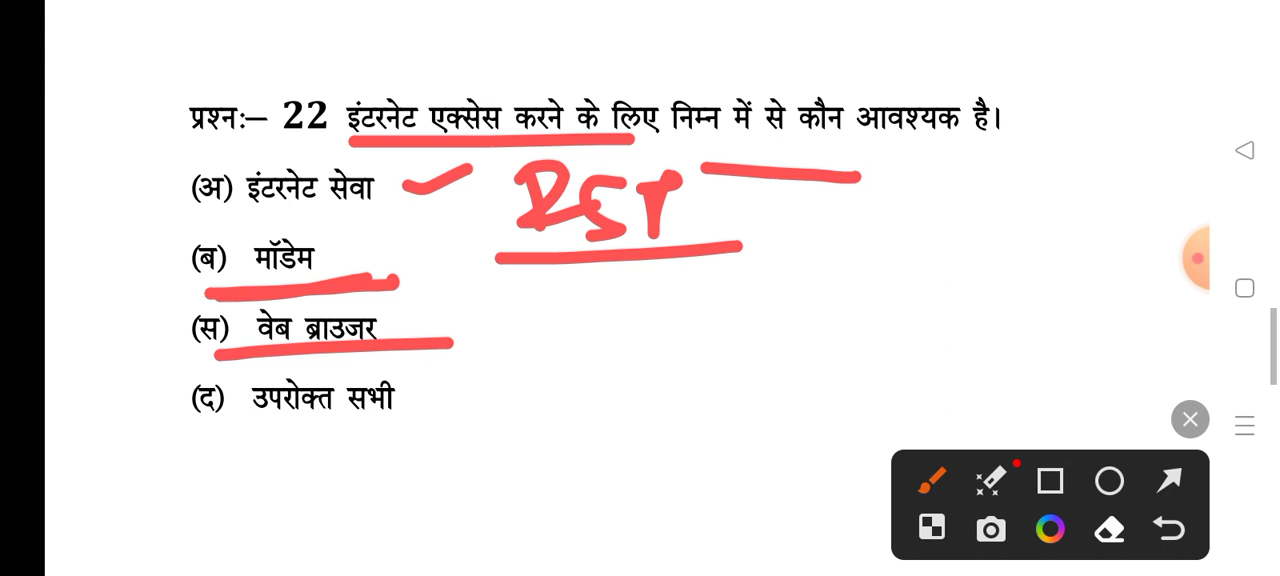 प्रश्नः– 22 इंटरनेट एक्सेस करने के लिए निम्न में से कौन आवश्यक है।
(अ) इंटरनेट सेवा
(ब) मॉडेम
(स) वेब ब्राउजर
(द) उपरोक्त सभी